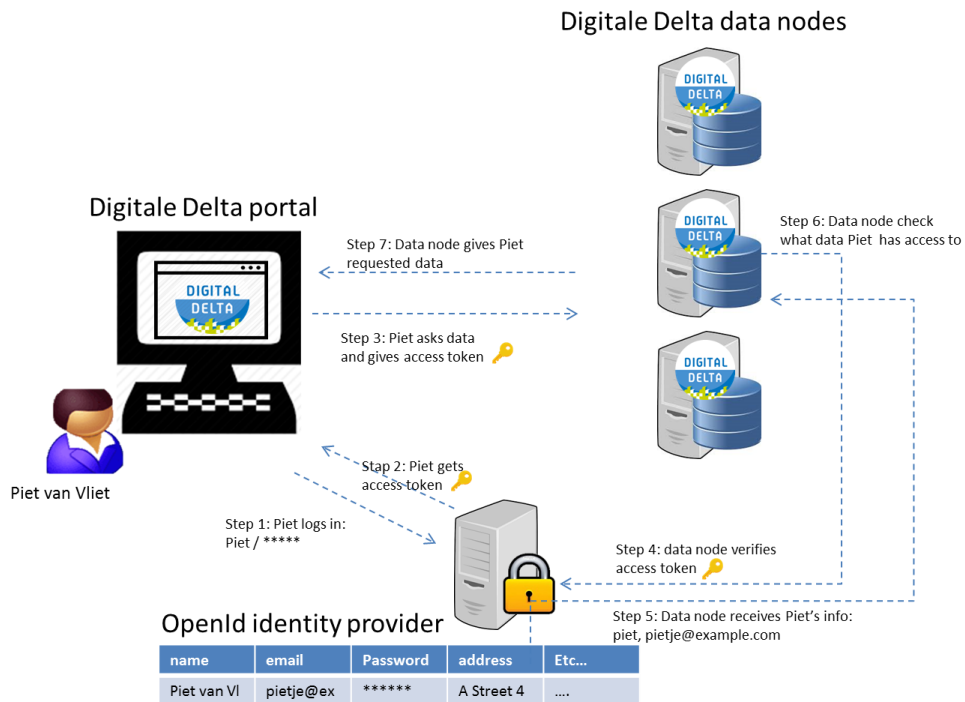 Digitale Delta data nodes
DIGITAL
DELTA
Digitale Delta portal
DIGITAL
DELTA
Step 6: Data node check
what data Piet has access to
Step 7: Data node gives Piet
requested data
DIGITAL
DELTA
Step 3: Piet asks data
and gives access token
DIGITAL
DELTA
Piet van Vliet
Stap 2: Piet gets
access token
Step 1: Piet logs in:
Piet / *****
Step 4: data node verifies
access token
Step 5: Data node receives Piet's info:
piet, pietje@example.com
OpenId identity provider
name email Password address Etc...
Piet van Vl pietje@ex ****** A Street 4 ....